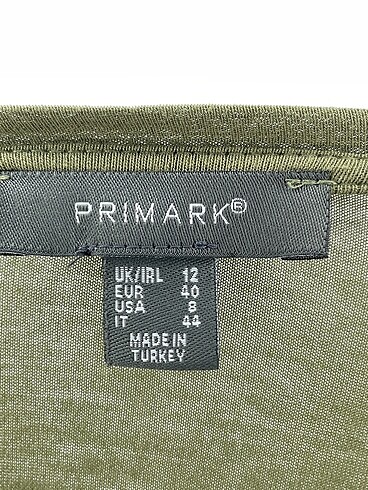 PRIMARK®
UK/IRL 12
EUR 40
USA 8
IT 44
MADE IN
TURKEY